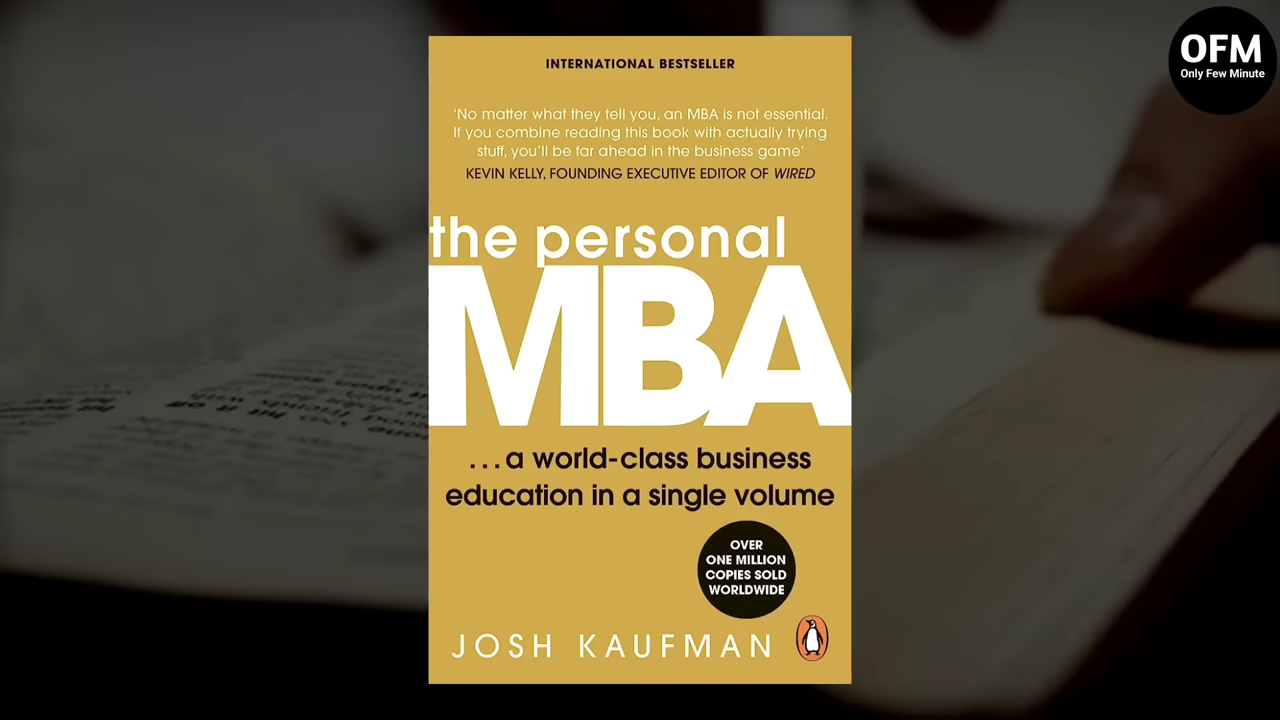 OFM
Only Few Minute
INTERNATIONAL BESTSELLER
‘No matter what they tell you, an MBA is not essential.
If you combine reading this book with actually trying
stuff, you’ll be far ahead in the business game’
KEVIN KELLY, FOUNDING EXECUTIVE EDITOR OF WIRED
the personal
MBA
...a world-class business
education in a single volume
OVER
ONE MILLION
COPIES SOLD
WORLDWIDE
JOSH KAUFMAN